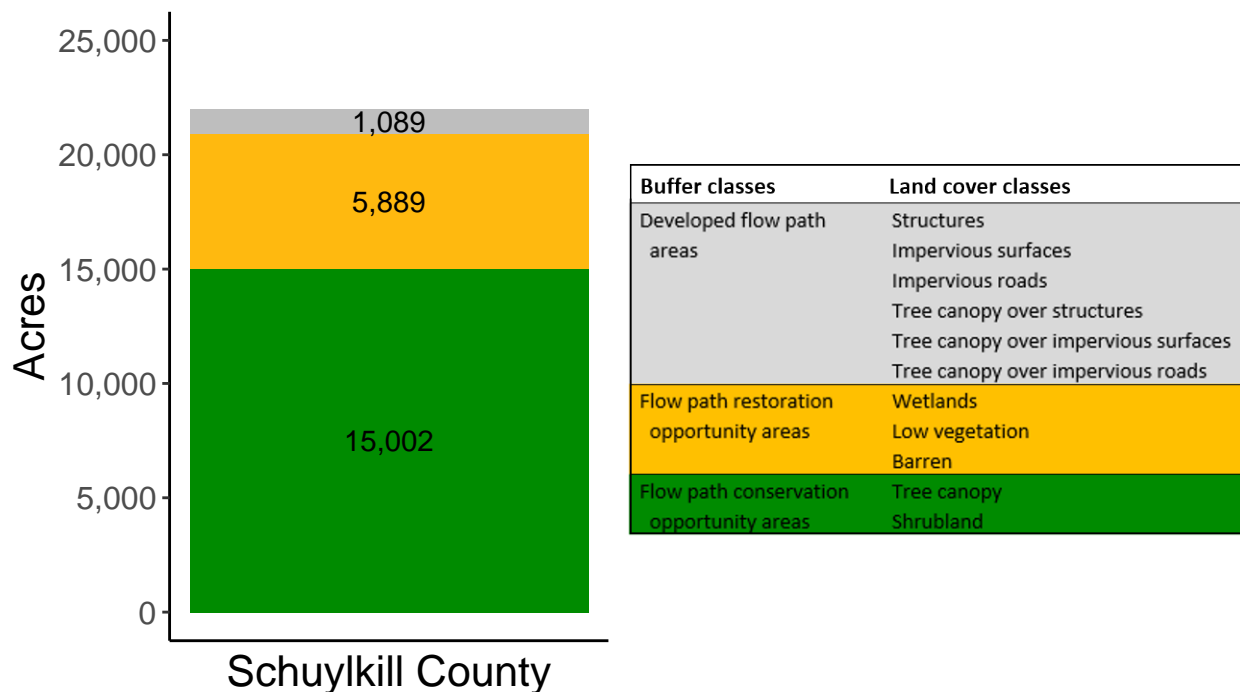 25,000
20,000
15,000
10,000
5,000
0
Acres
1,089
5,889
15,002
Schuylkill County
Buffer classes Land cover classes
Developed flow path Structures
areas Impervious surfaces
Impervious roads
Tree canopy over structures
Tree canopy over impervious surfaces
Tree canopy over impervious roads
Flow path restoration Wetlands
opportunity areas Low vegetation
Barren
Flow path conservation Tree canopy
opportunity areas Shrubland